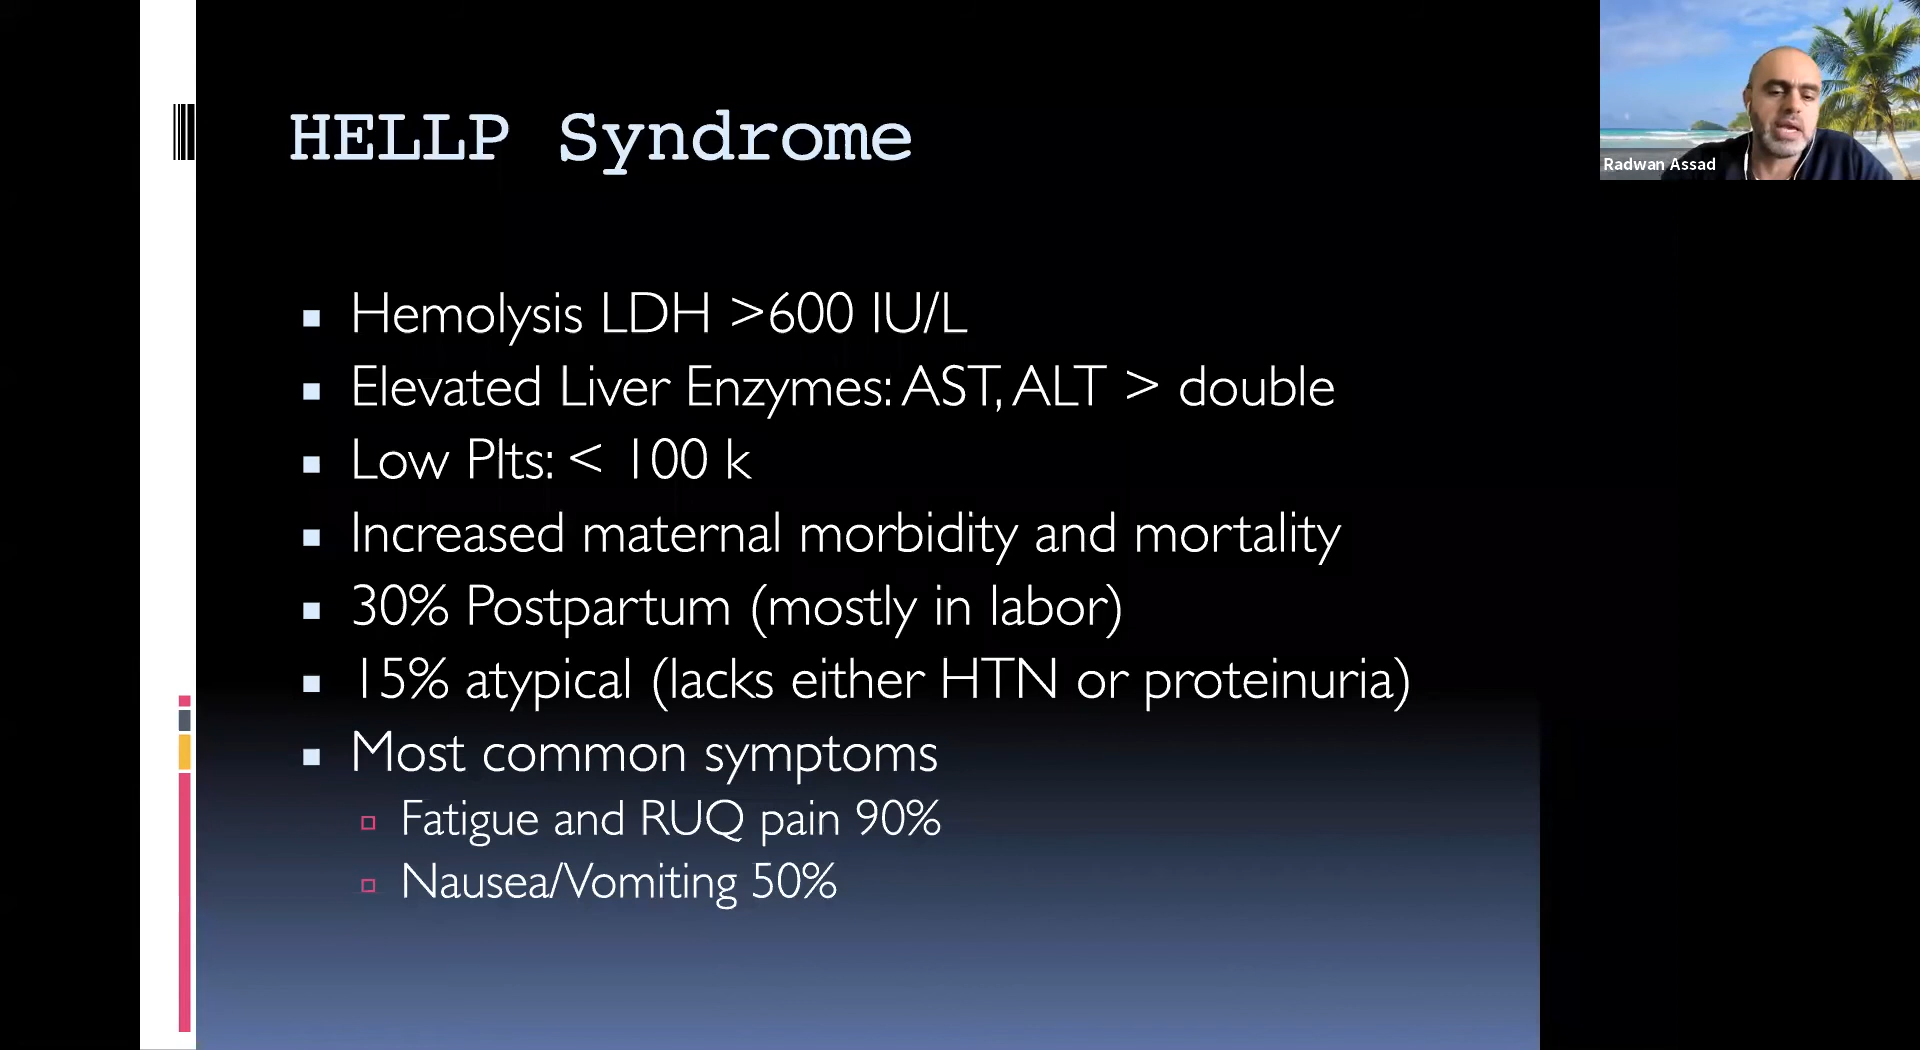 HELLP Syndrome
Radwan Assad
Hemolysis LDH >600 IU/L
Elevated Liver Enzymes: AST, ALT > double
Low Plts: < 100 k
Increased maternal morbidity and mortality
30% Postpartum (mostly in labor)
15% atypical (lacks either HTN or proteinuria)
Most common symptoms
Fatigue and RUQ pain 90%
Nausea/Vomiting 50%